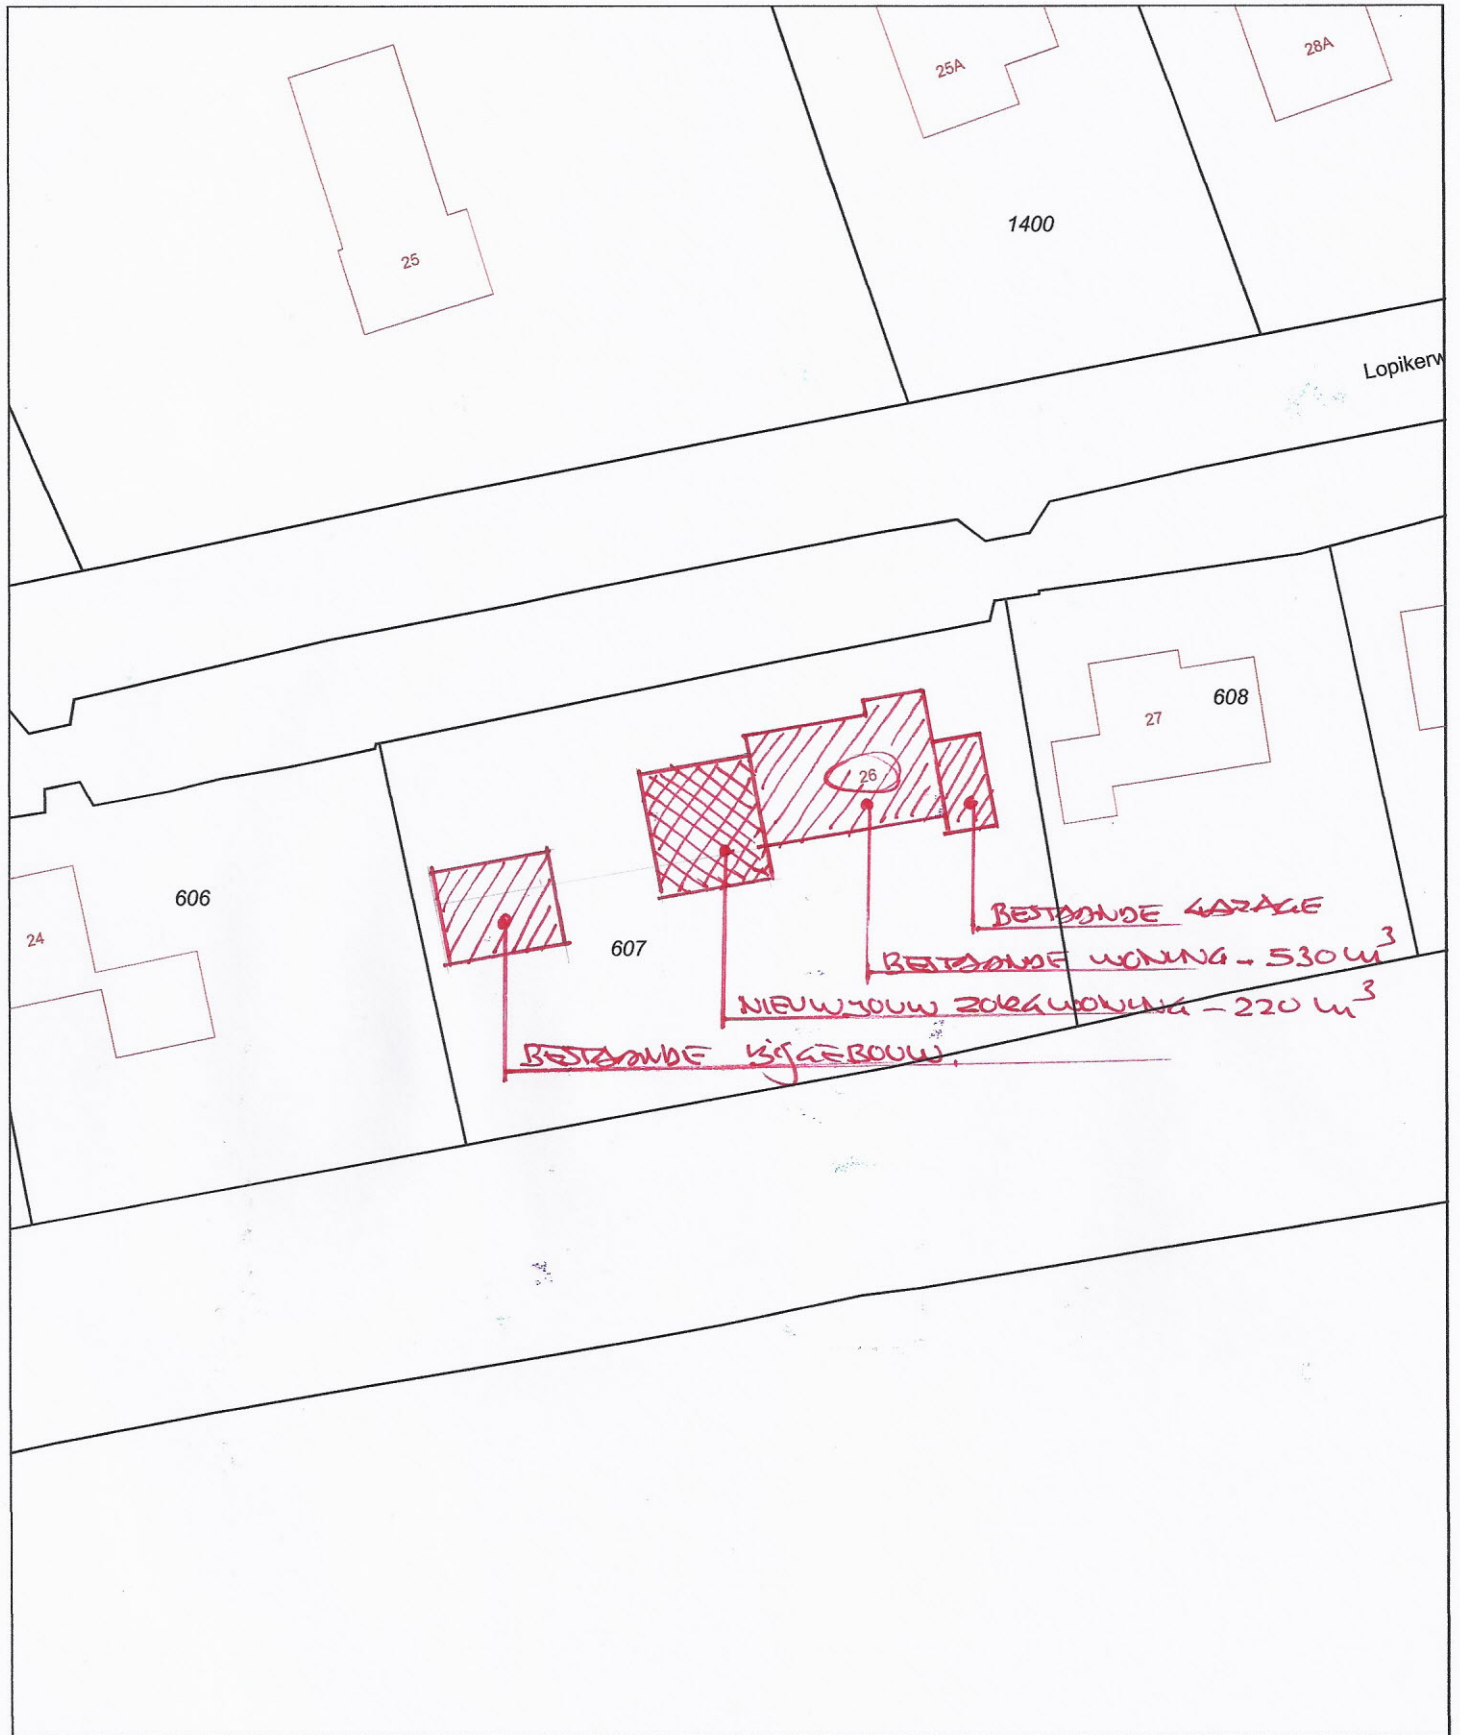 25A
28A
1400
25
Lopikerw
27
608
26
606
24
607
BESTAANDE GARAGE
BESTAANDE WONING - 530 m³
NIEUWBOUW ZORGWONING - 220 m³
BESTAANDE BIJGEBOUW.